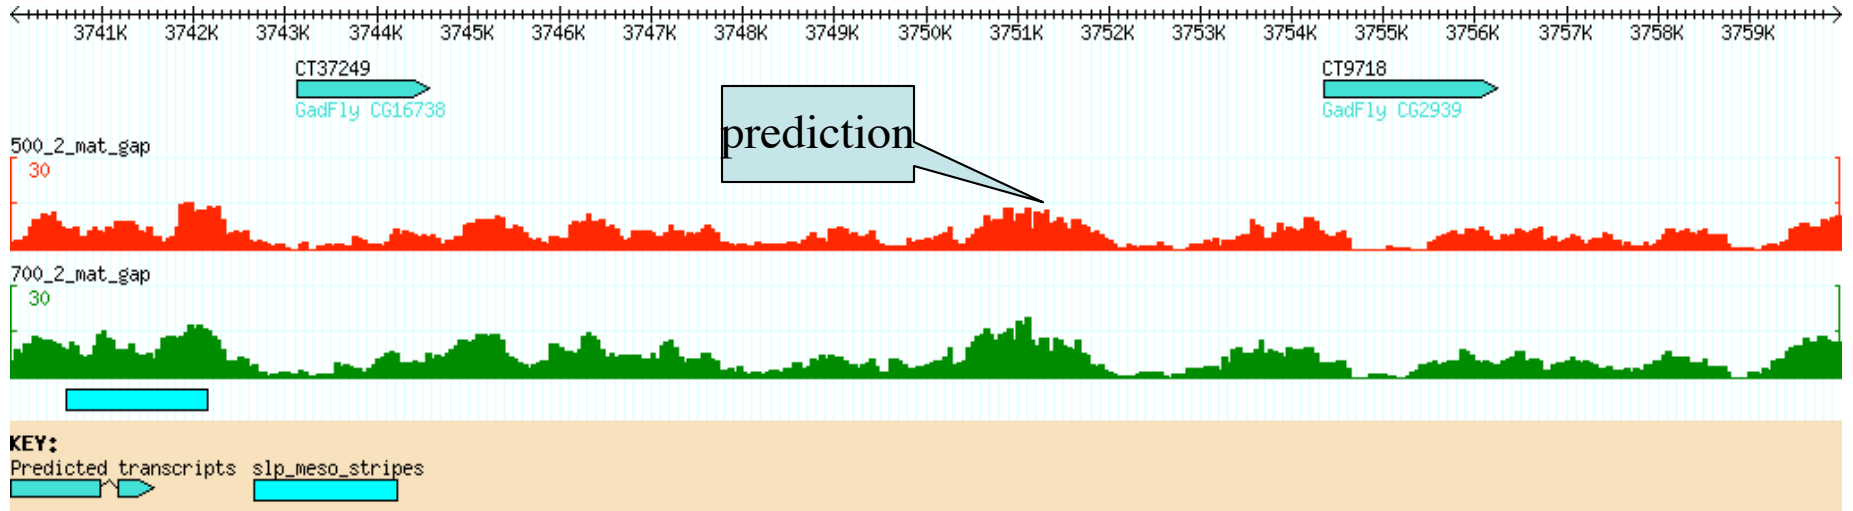 3741K 3742K 3743K 3744K 3745K 3746K 3747K 3748K 3749K 3750K 3751K 3752K 3753K 3754K 3755K 3756K 3757K 3758K 3759K
CT37249 CT9718
GadFly CG16738 GadFly CG2939
prediction
500_2_mat_gap
30
700_2_mat_gap
30
KEY:
Predicted transcripts slp_meso_stripes